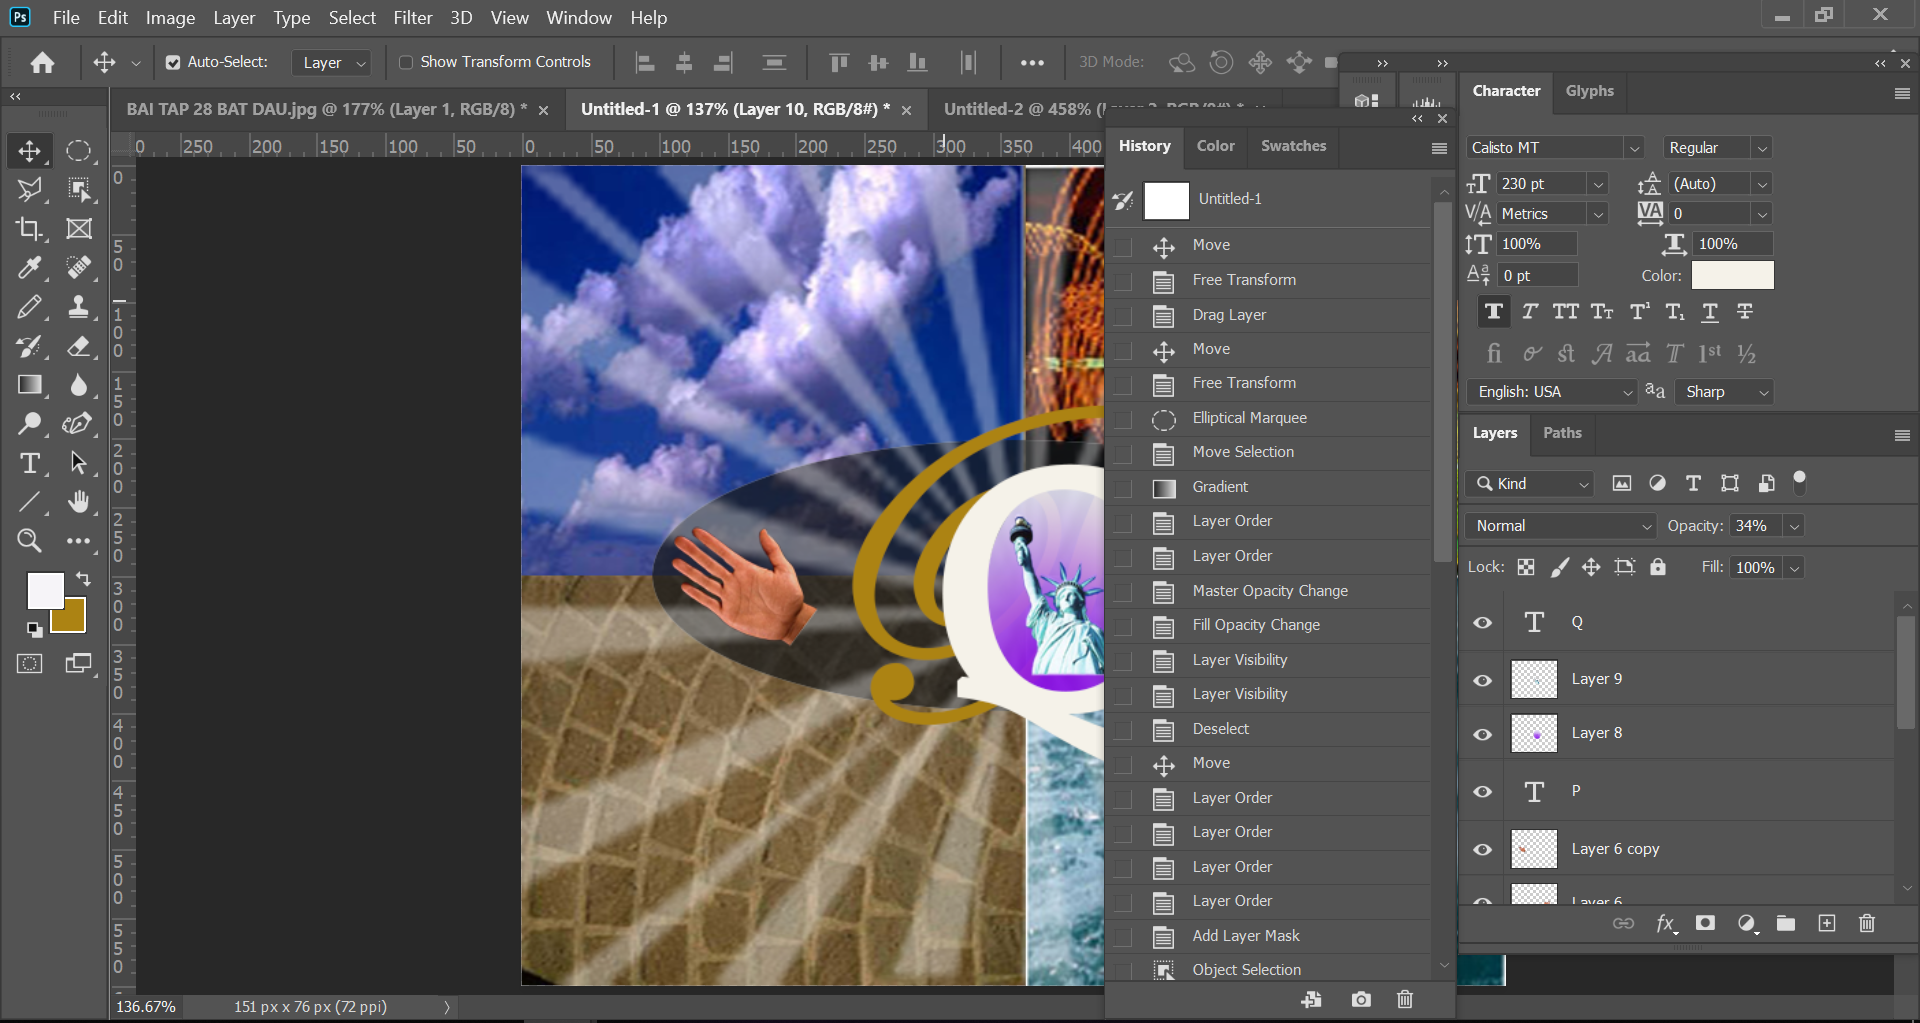 Ps File Edit Image Layer Type Select Filter 3D View Window Help
Auto-Select: Layer Show Transform Controls 3D Mode:
BAI TAP 28 BAT DAU.jpg @ 177% (Layer 1, RGB/8) * Untitled-1 @ 137% (Layer 10, RGB/8#) * Untitled-2 @ 458%
0 250 200 150 100 50 0 50 100 150 200 250 300 350 400
0
50
100
150
200
250
300
350
400
450
500
550
Q
136.67% 151 px x 76 px (72 ppi)
History Color Swatches
Untitled-1
Move
Free Transform
Drag Layer
Move
Free Transform
Elliptical Marquee
Move Selection
Gradient
Layer Order
Layer Order
Master Opacity Change
Fill Opacity Change
Layer Visibility
Layer Visibility
Deselect
Move
Layer Order
Layer Order
Layer Order
Layer Order
Add Layer Mask
Object Selection
Character Glyphs
Calisto MT Regular
230 pt (Auto)
Metrics 0
100% 100%
0 pt Color:
T T TT Tт T¹ T₁ T T
fi st A aa T 1st ½
English: USA aa Sharp
Layers Paths
Kind
Normal Opacity: 34%
Lock: Fill: 100%
T Q
Layer 9
Layer 8
T P
Layer 6 copy
Layer 6
fx